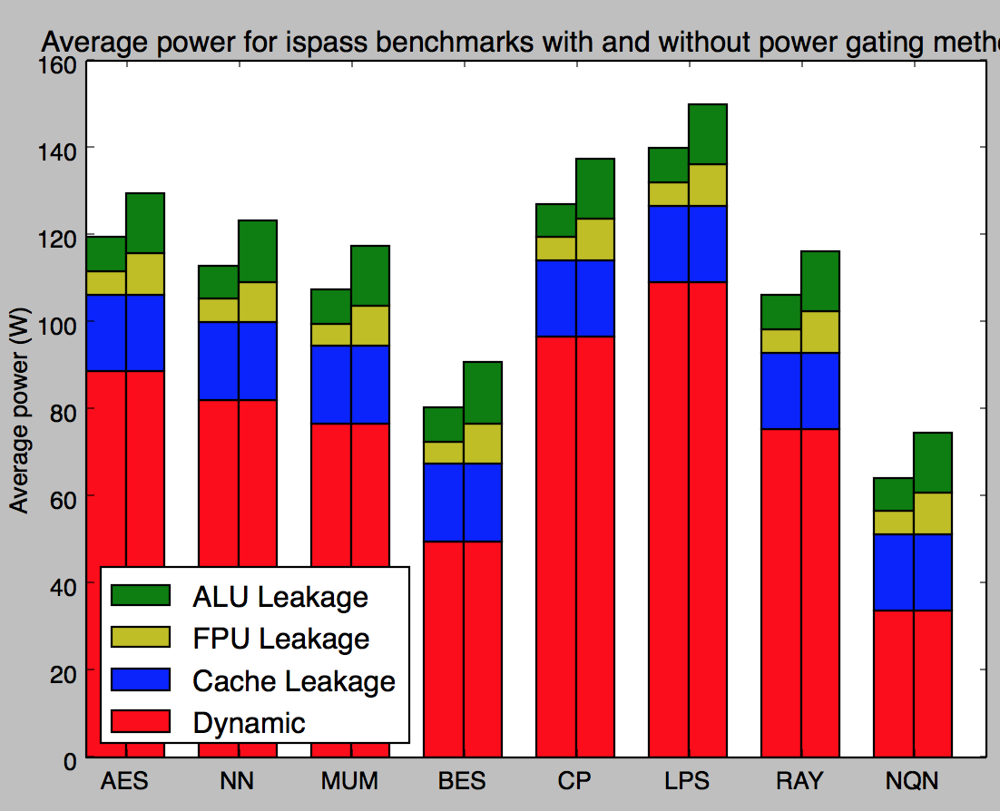 Average power for ispass benchmarks with and without power gating
160
140
120
100
80
60
40
20
0
Average power (W)
ALU Leakage
FPU Leakage
Cache Leakage
Dynamic
AES NN MUM BES CP LPS RAY NQN